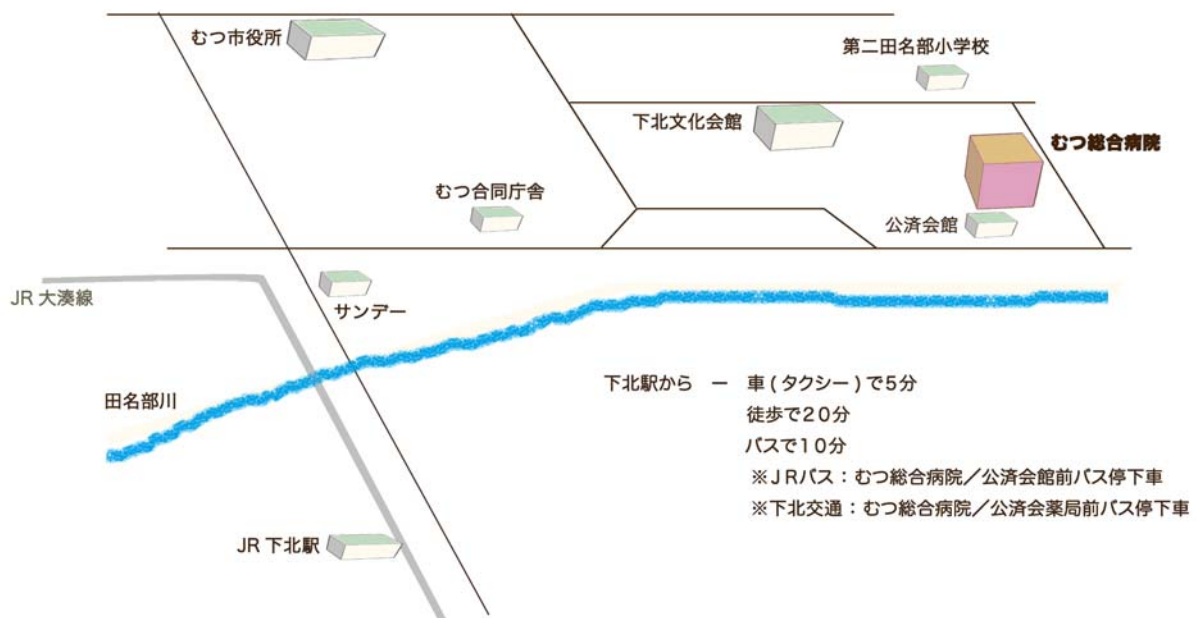 むつ市役所
第二田名部小学校
下北文化会館
むつ総合病院
むつ合同庁舎
公済会館
JR 大湊線
サンデー
田名部川
下北駅から　ー　車 ( タクシー ) で５分
徒歩で２０分
バスで１０分
※ＪＲバス：むつ総合病院／公済会館前バス停下車
※下北交通：むつ総合病院／公済会薬局前バス停下車
JR 下北駅